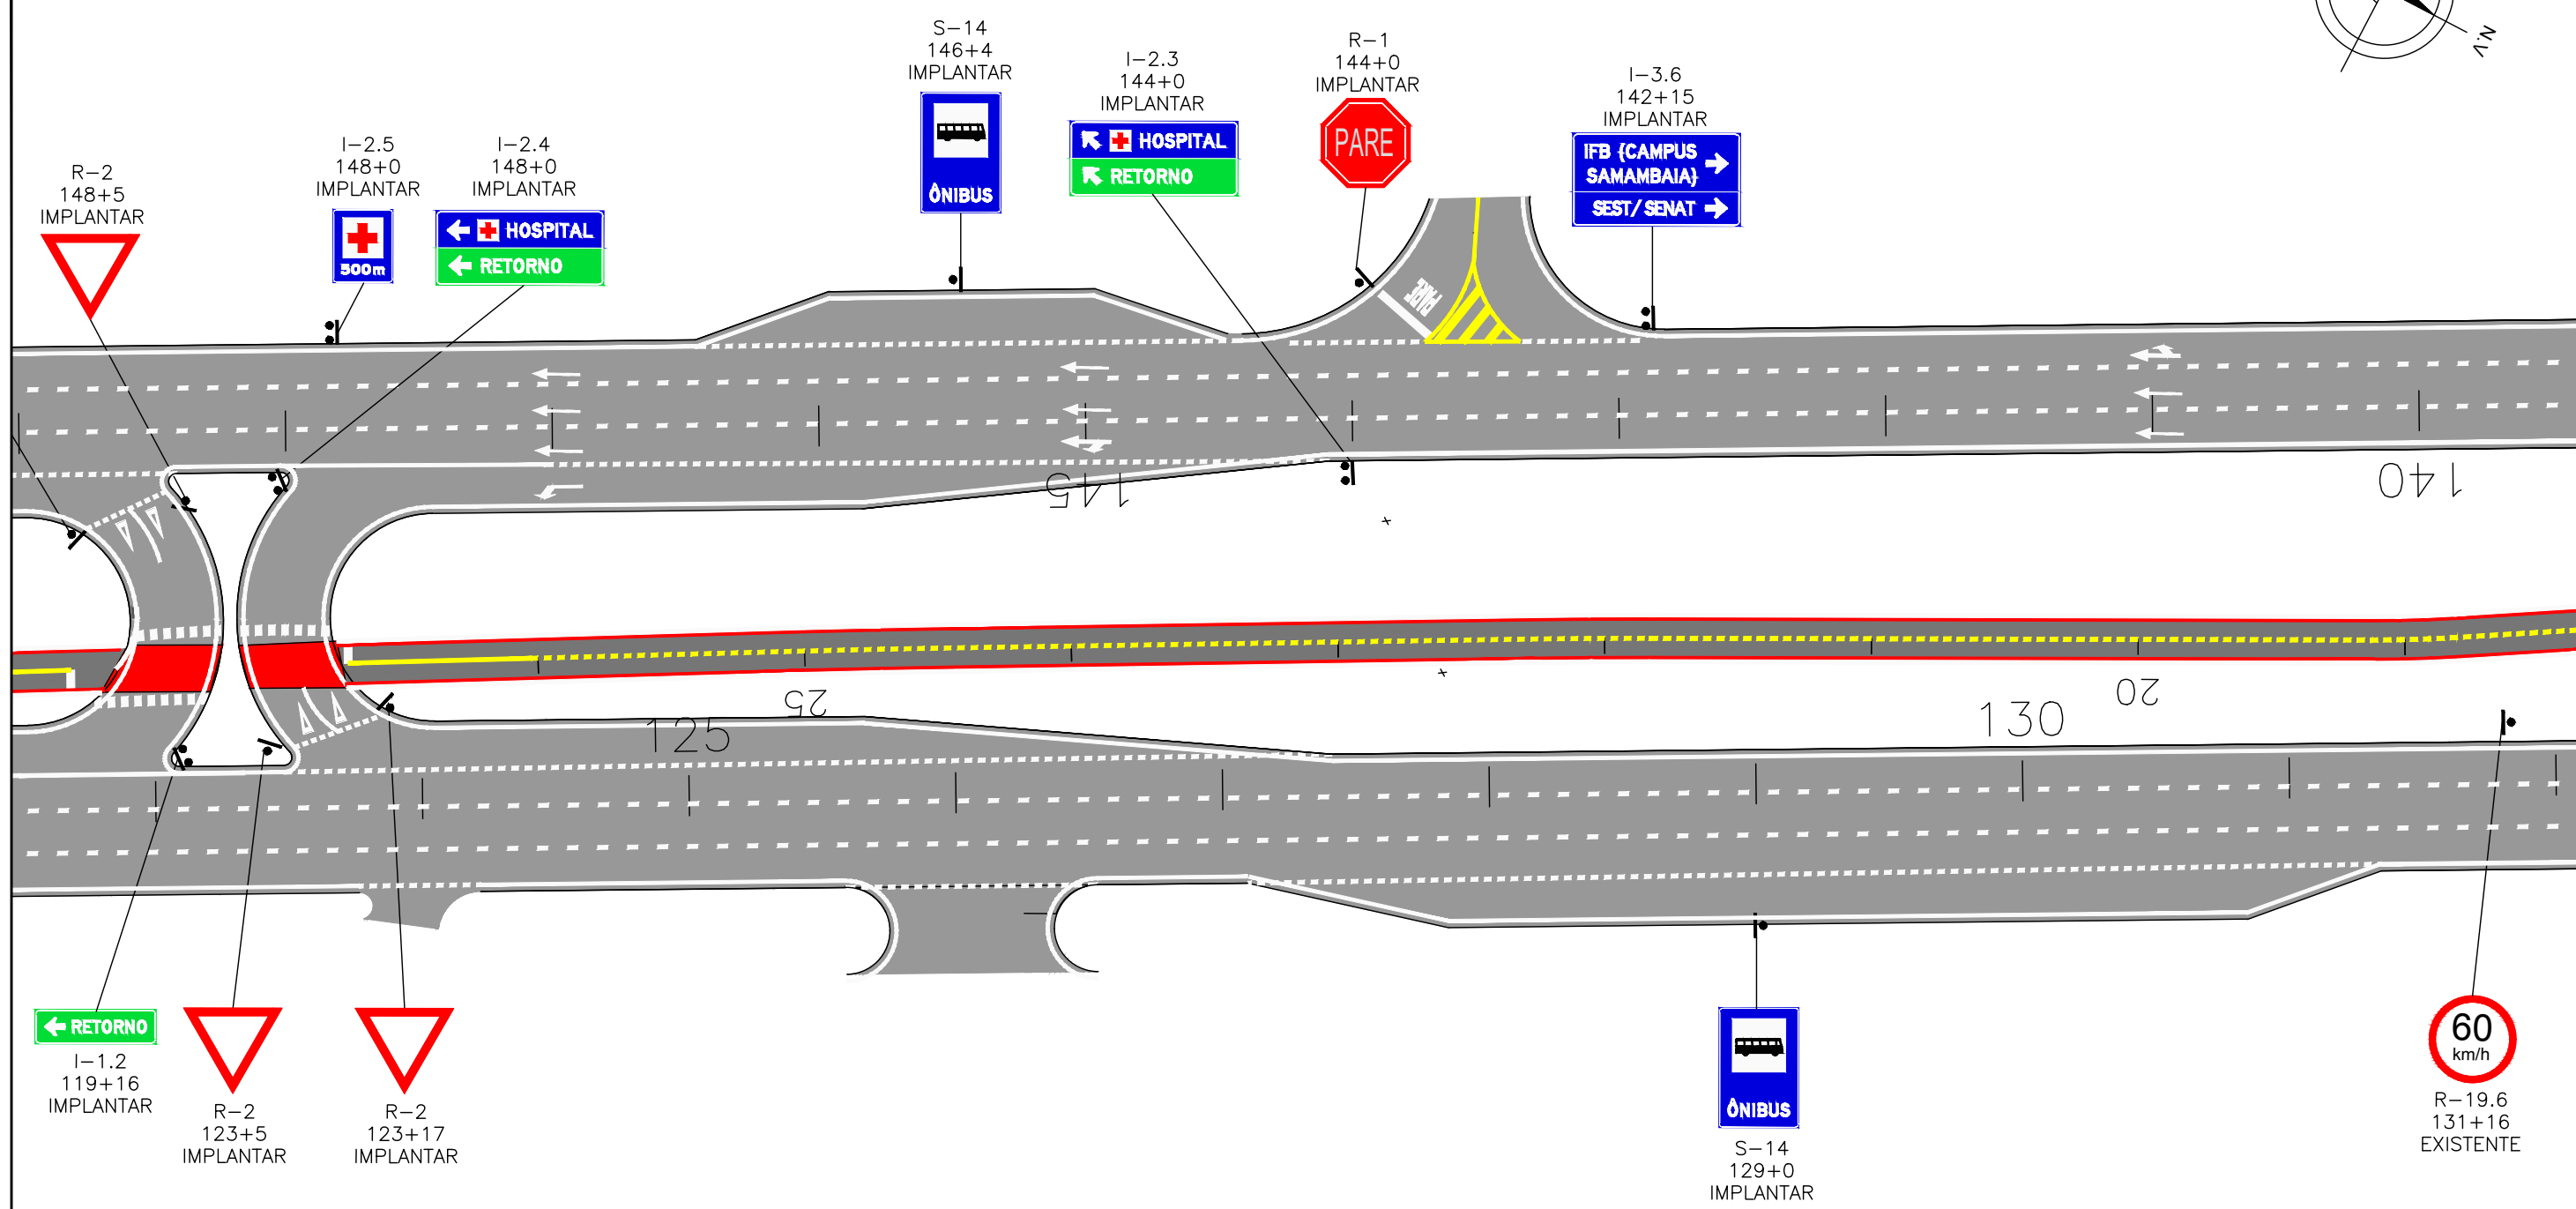 N.V
S-14
146+4
IMPLANTAR
ÔNIBUS
I-2.3
144+0
IMPLANTAR
HOSPITAL
RETORNO
R-1
144+0
IMPLANTAR
PARE
I-3.6
142+15
IMPLANTAR
IFB {CAMPUS
SAMAMBAIA}
SEST/SENAT
R-2
148+5
IMPLANTAR
I-2.5
148+0
IMPLANTAR
500m
I-2.4
148+0
IMPLANTAR
HOSPITAL
RETORNO
PARE
145
140
25
20
125
130
RETORNO
I-1.2
119+16
IMPLANTAR
R-2
123+5
IMPLANTAR
R-2
123+17
IMPLANTAR
ÔNIBUS
S-14
129+0
IMPLANTAR
60
km/h
R-19.6
131+16
EXISTENTE